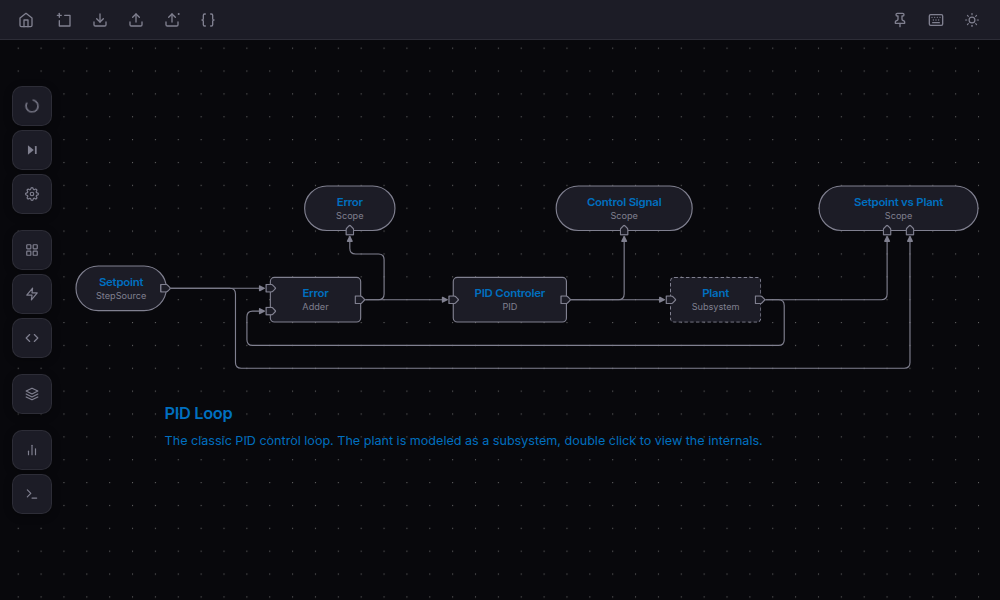 Error
Scope
Control Signal
Scope
Setpoint vs Plant
Scope
Setpoint
StepSource
Error
Adder
PID Controler
PID
Plant
Subsystem
PID Loop
The classic PID control loop. The plant is modeled as a subsystem, double click to view the internals.